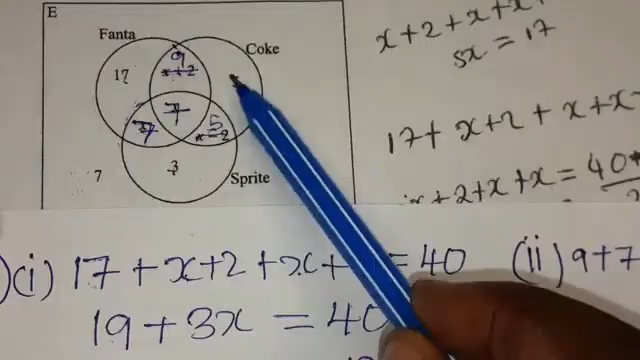 E
Fanta
Coke
17
9
x+2
7
7
5
x-2
3
7
Sprite
x+2+x+x
5x = 17
17+ x+2 + x+x-
x+2+x+x = 40
)(i) 17+x+2+x+ = 40
(ii) 9+7
19+3x = 40